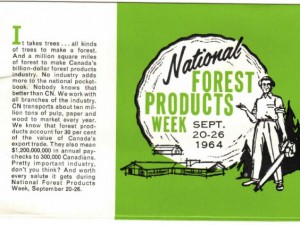 It takes trees...all kinds
of trees to make a forest.
And a million square miles
of forest to make Canada's
billion-dollar forest products
industry. No industry adds
more to the national pocket-
book. Nobody knows that
better than CN. We work with
all branches of the industry.
CN transports about ten mil-
lion tons of pulp, paper and
wood to market every year.
We know that forest prod-
ucts account for 30 per cent
of the value of Canada's
export trade. They also mean
$1,200,000,000 in annual pay-
cheques to 300,000 Canadians.
Pretty important industry,
don't you think? And worth
every salute it gets during
National Forest Products
Week, September 20-26.
National
FOREST
PRODUCTS
WEEK
SEPT.
20-26
1964